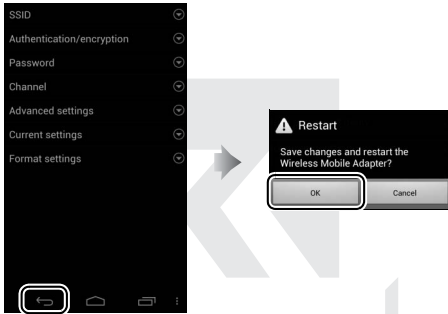 SSID
Authentication/encryption
Password
Channel
Advanced settings
Current settings
Format settings
Restart
Save changes and restart the
Wireless Mobile Adapter?
OK
Cancel